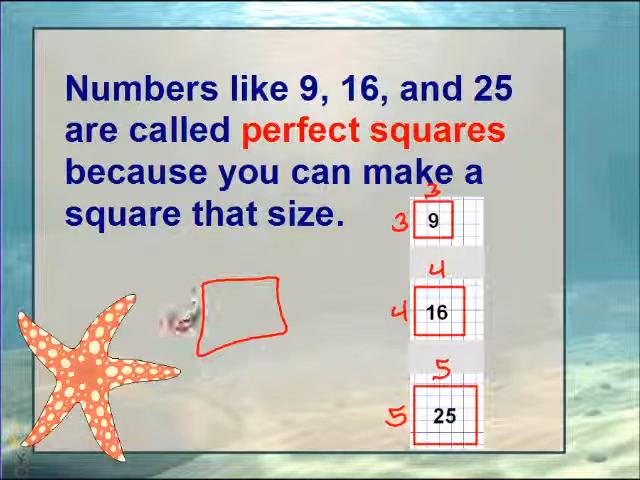 Numbers like 9, 16, and 25
are called perfect squares
because you can make a
square that size.
3
3 9
4
4 16
5
5 25